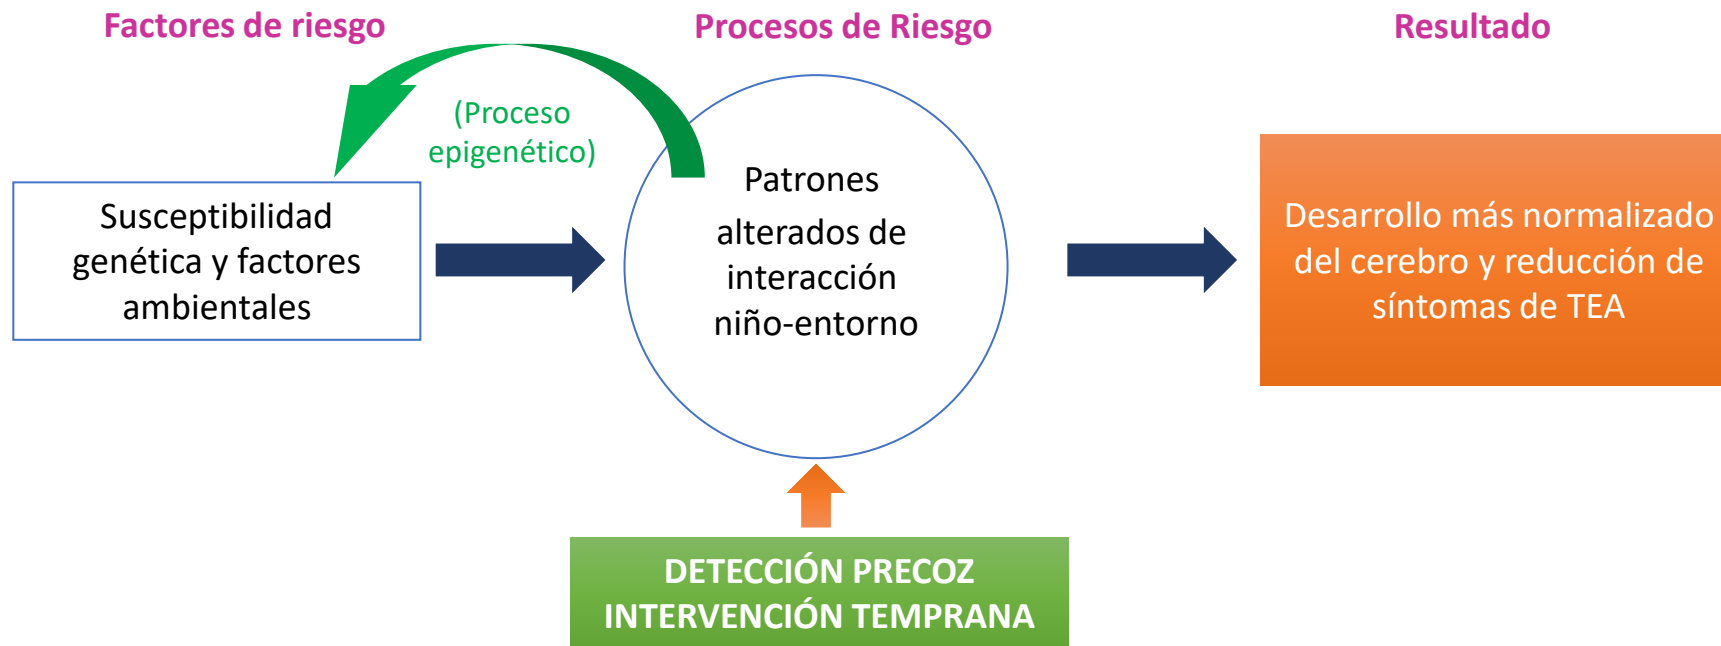 Factores de riesgo
Procesos de Riesgo
Resultado
(Proceso
epigenético)
Susceptibilidad
genética y factores
ambientales
Patrones
alterados de
interacción
niño-entorno
Desarrollo más normalizado
del cerebro y reducción de
síntomas de TEA
DETECCIÓN PRECOZ
INTERVENCIÓN TEMPRANA